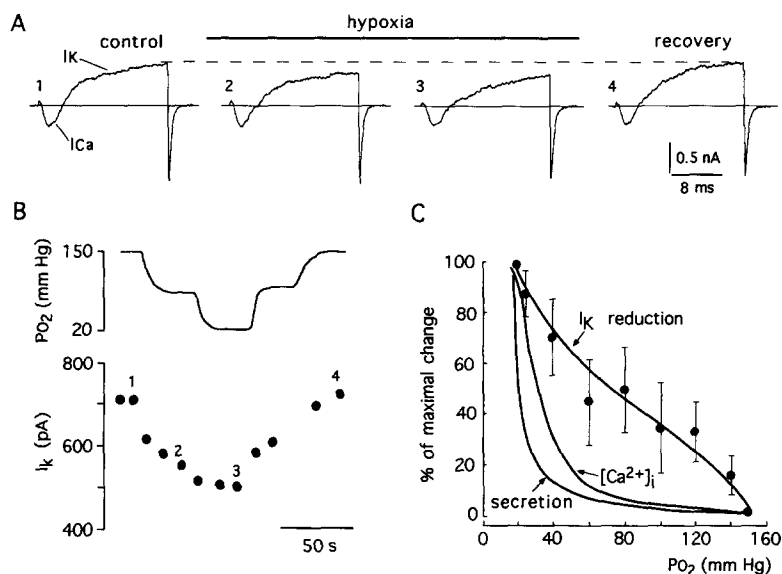 A
hypoxia
control
recovery
IK
1
2
3
4
ICa
0.5 nA
8 ms
B
150
PO2 (mm Hg)
20
800
1
4
IK (pA)
600
2
3
400
50 s
C
100
80
60
40
20
0
% of maximal change
IK reduction
[Ca2+]i
secretion
0
40
80
120
160
PO2 (mm Hg)